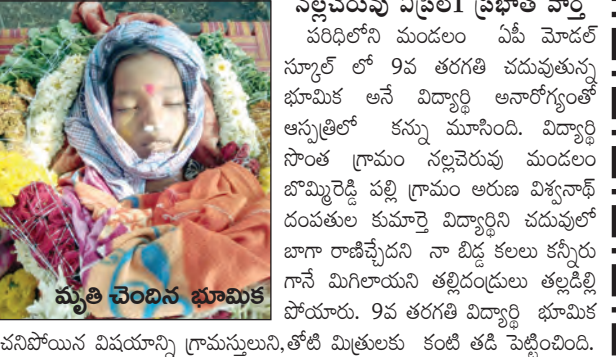 నల్లచెరువు ఏప్రిల్1 ప్రభాత వార్త
పరిధిలోని మండలం ఏపీ మోడల్
స్కూల్ లో 9వ తరగతి చదువుతున్న
భూమిక అనే విద్యార్థి అనారోగ్యంతో
ఆస్పత్రిలో కన్ను మూసింది. విద్యార్థి
సొంత గ్రామం నల్లచెరువు మండలం
బొమ్మిరెడ్డి పల్లి గ్రామం అరుణ విశ్వనాథ్
దంపతుల కుమార్తె విద్యార్థిని చదువులో
బాగా రాణిచ్చేదని నా బిడ్డ కలలు కన్నీరు
గానే మిగిలాయని తల్లిదండ్రులు తల్లడిల్లి
పోయారు. 9వ తరగతి విద్యార్థి భూమిక
చనిపోయిన విషయాన్ని గ్రామస్తులుని,తోటి మిత్రులకు కంటి తడి పెట్టించింది.
మృతి చెందిన భూమిక